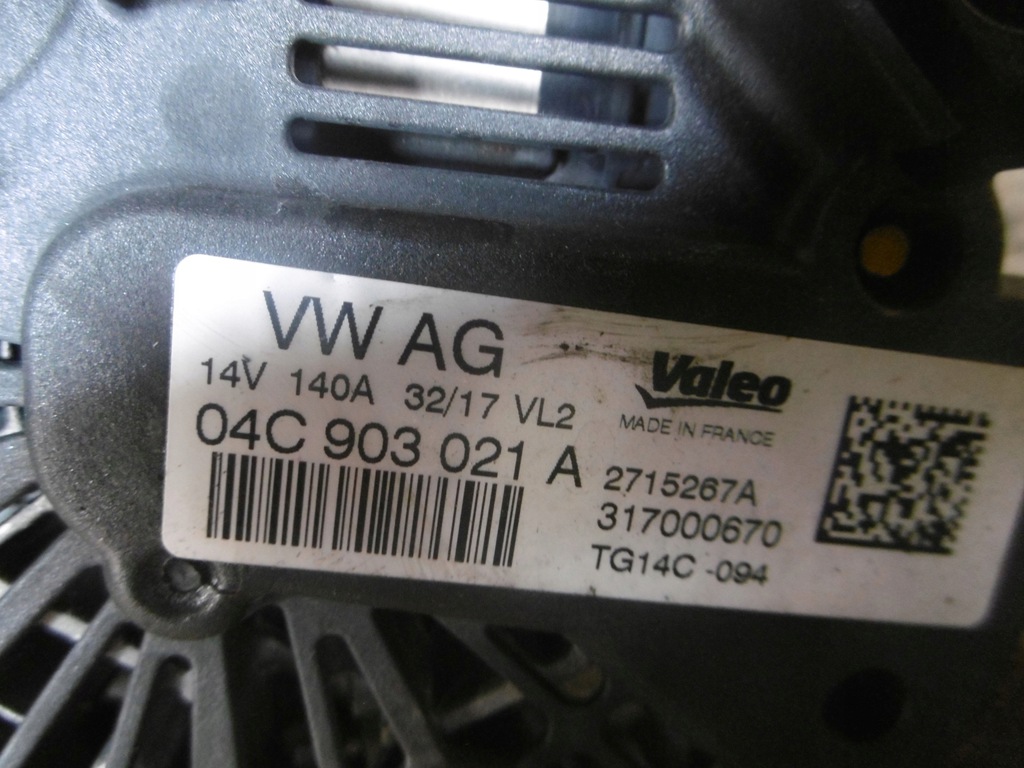 VW AG
14V 140A 32/17 VL2
04C 903 021 A
Valeo
MADE IN FRANCE
2715267A
317000670
TG14C -094